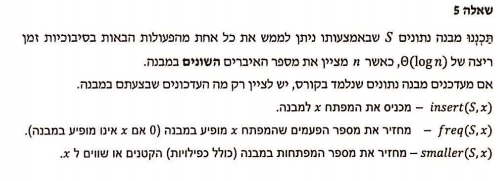 שאלה 5
תַּכְנְנוּ מבנה נתונים S שבאמצעותו ניתן לממש את כל אחת מהפעולות הבאות בסיבוכיות זמן
ריצה של Θ(log n), כאשר n מציין את מספר האיברים השונים במבנה.
אם מעדכנים מבנה נתונים שנלמד בקורס, יש לציין רק מה העדכונים שבצעתם במבנה.
insert(S, x) – מכניס את המפתח x למבנה.
freq(S, x) – מחזיר את מספר הפעמים שהמפתח x מופיע במבנה (0 אם x אינו מופיע במבנה).
smaller(S, x) – מחזיר את מספר המפתחות במבנה (כולל כפילויות) הקטנים או שווים ל x.